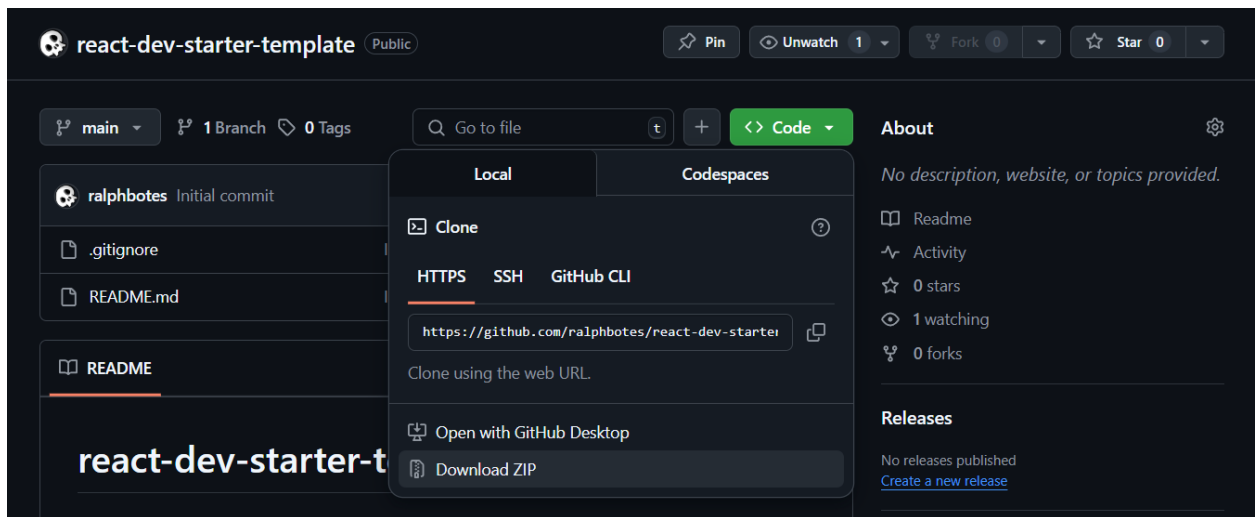 react-dev-starter-template Public
Pin
Unwatch 1
Fork 0
Star 0
main
1 Branch
0 Tags
Go to file t
Code
ralphbotes Initial commit
.gitignore
README.md
README
react-dev-starter-t
Local
Codespaces
Clone
HTTPS SSH GitHub CLI
https://github.com/ralphbotes/react-dev-starter
Clone using the web URL.
Open with GitHub Desktop
Download ZIP
About
No description, website, or topics provided.
Readme
Activity
0 stars
1 watching
0 forks
Releases
No releases published
Create a new release